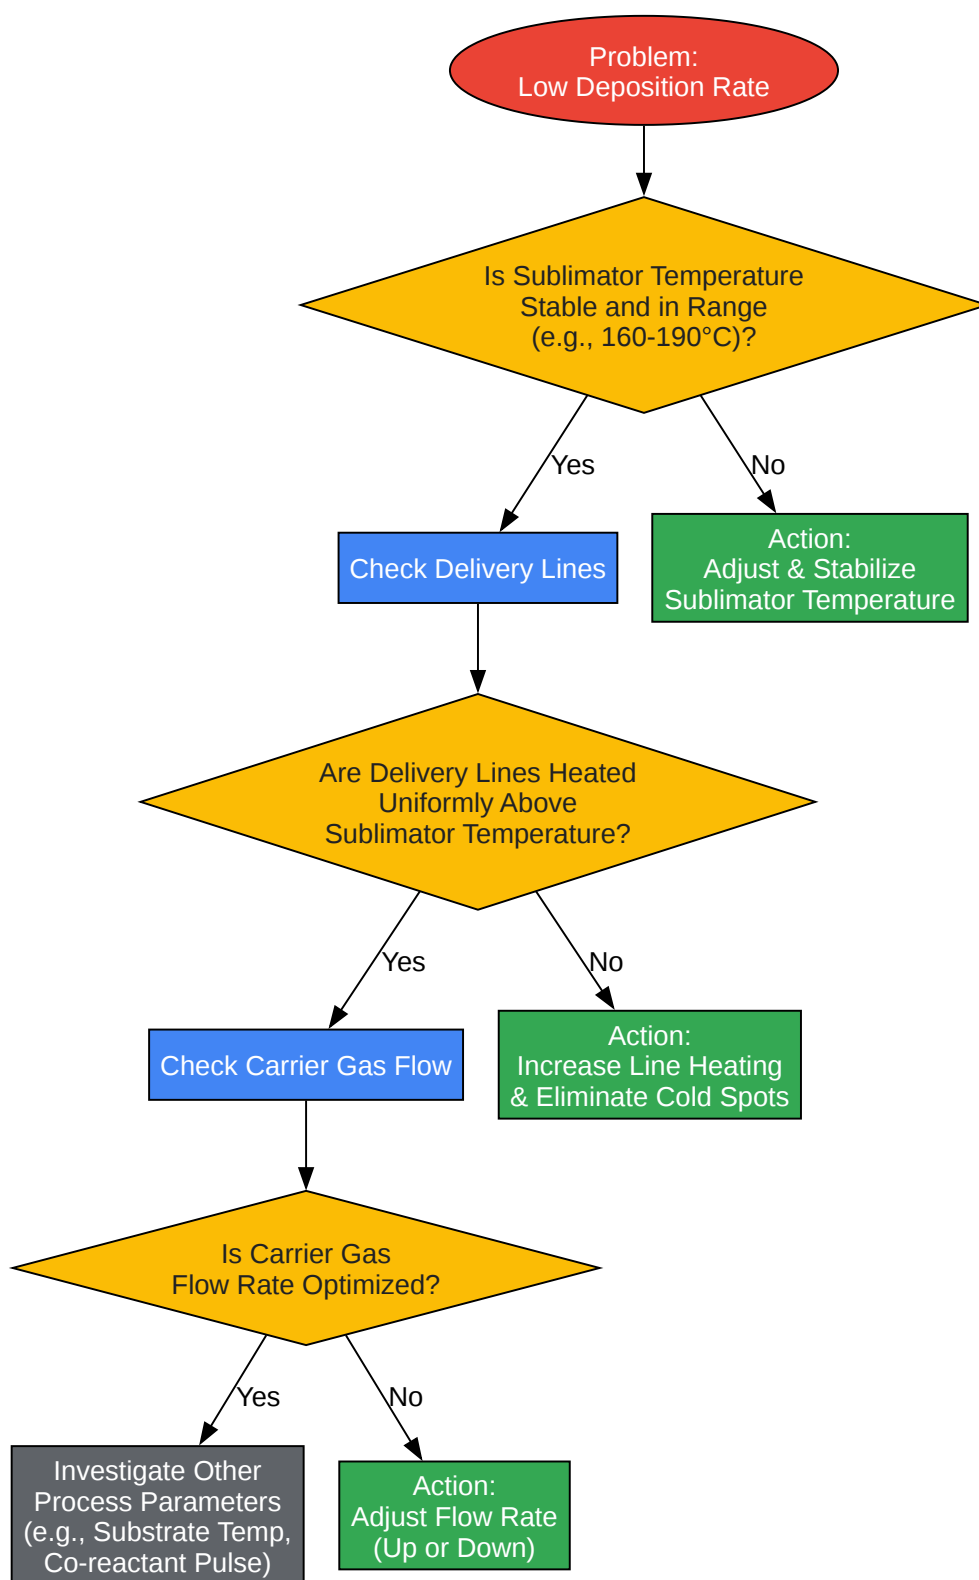 Problem:
Low Deposition Rate
Is Sublimator Temperature
Stable and in Range
(e.g., 160-190°C)?
Yes
No
Check Delivery Lines
Action:
Adjust & Stabilize
Sublimator Temperature
Are Delivery Lines Heated
Uniformly Above
Sublimator Temperature?
Yes
No
Check Carrier Gas Flow
Action:
Increase Line Heating
& Eliminate Cold Spots
Is Carrier Gas
Flow Rate Optimized?
Yes
No
Investigate Other
Process Parameters
(e.g., Substrate Temp,
Co-reactant Pulse)
Action:
Adjust Flow Rate
(Up or Down)